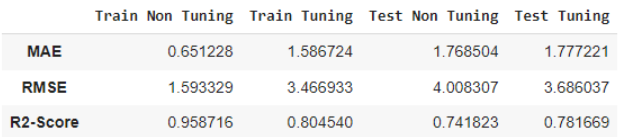 Train Non Tuning Train Tuning Test Non Tuning Test Tuning
MAE 0.651228 1.586724 1.768504 1.777221
RMSE 1.593329 3.466933 4.008307 3.686037
R2-Score 0.958716 0.804540 0.741823 0.781669